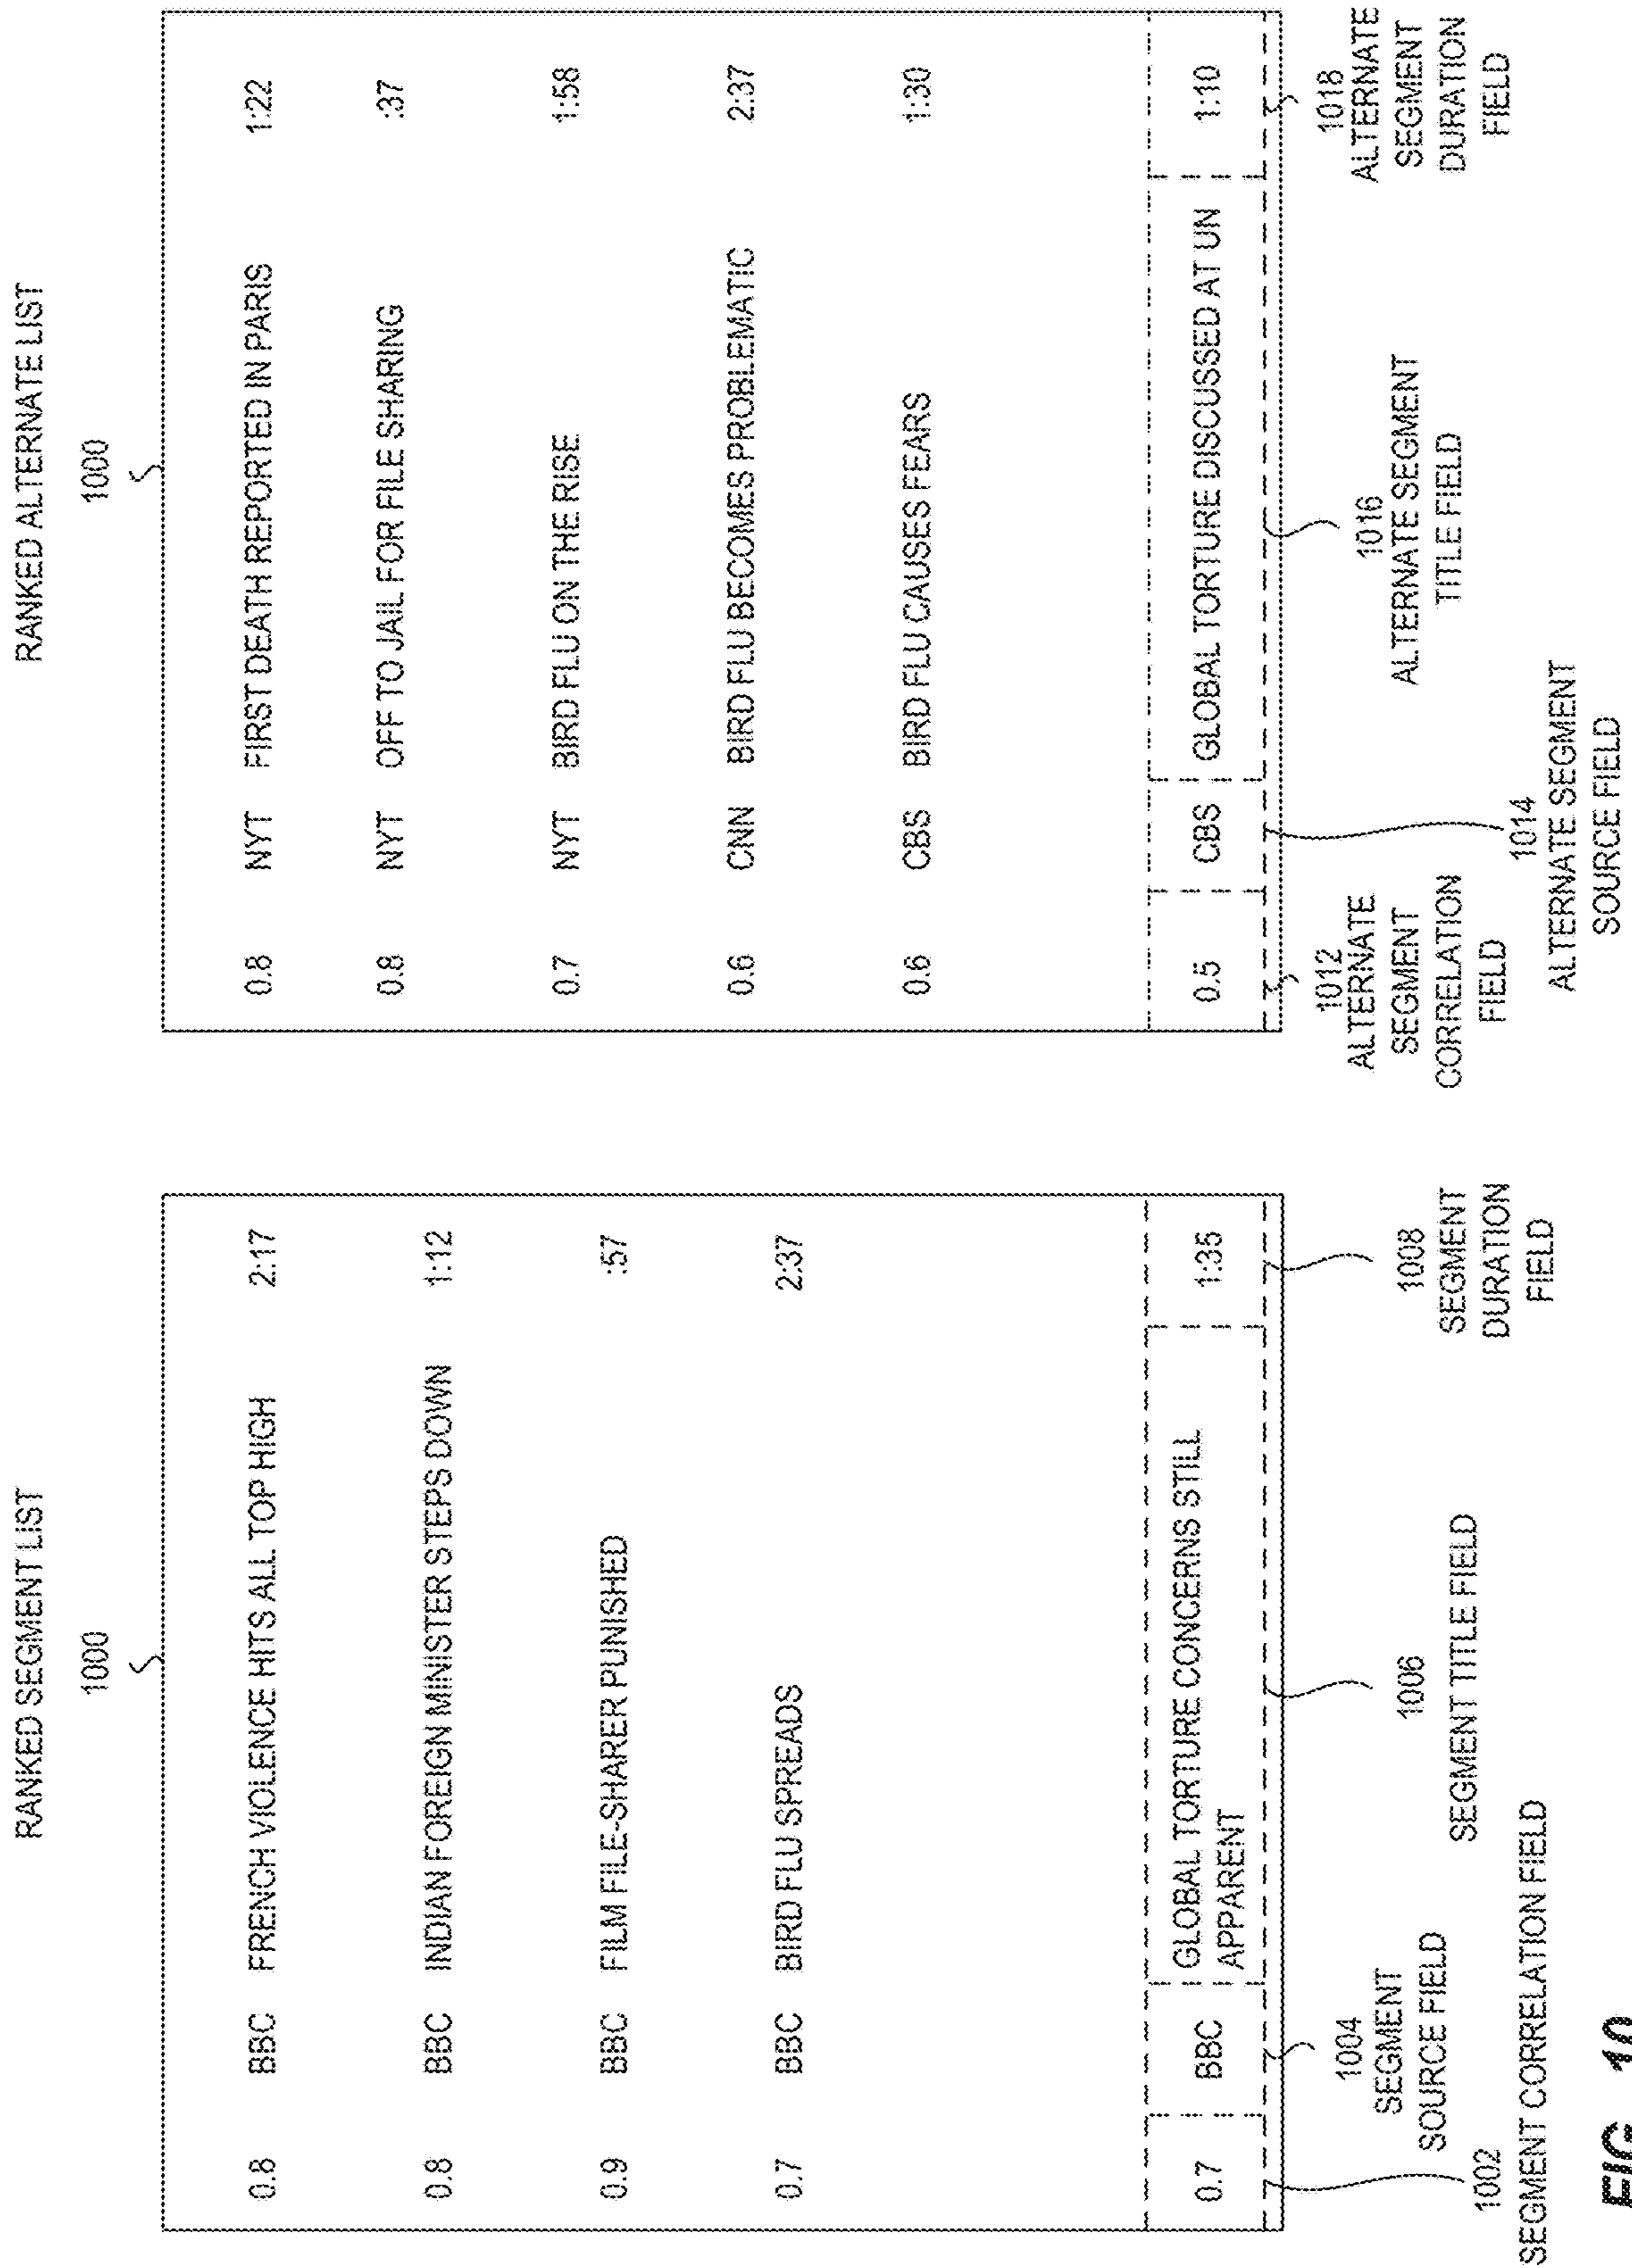 RANKED SEGMENT LIST
1000
0.8 BBC FRENCH VIOLENCE HITS ALL TOP HIGH 2:17
0.8 BBC INDIAN FOREIGN MINISTER STEPS DOWN 1:12
0.9 BBC FILM FILE-SHARER PUNISHED :57
0.7 BBC BIRD FLU SPREADS 2:37
0.7 BBC GLOBAL TORTURE CONCERNS STILL 1:35
APPARENT
1002
SEGMENT CORRELATION FIELD
1004
SEGMENT
SOURCE FIELD
1006
SEGMENT TITLE FIELD
1008
SEGMENT
DURATION
FIELD
RANKED ALTERNATE LIST
1000
0.8 NYT FIRST DEATH REPORTED IN PARIS 1:22
0.8 NYT OFF TO JAIL FOR FILE SHARING :37
0.7 NYT BIRD FLU ON THE RISE 1:58
0.6 CNN BIRD FLU BECOMES PROBLEMATIC 2:37
0.6 CBS BIRD FLU CAUSES FEARS 1:30
0.5 CBS GLOBAL TORTURE DISCUSSED AT UN 1:10
1012
ALTERNATE
SEGMENT
CORRELATION
FIELD
1014
ALTERNATE SEGMENT
SOURCE FIELD
1016
ALTERNATE SEGMENT
TITLE FIELD
1018
ALTERNATE
SEGMENT
DURATION
FIELD
FIG. 10